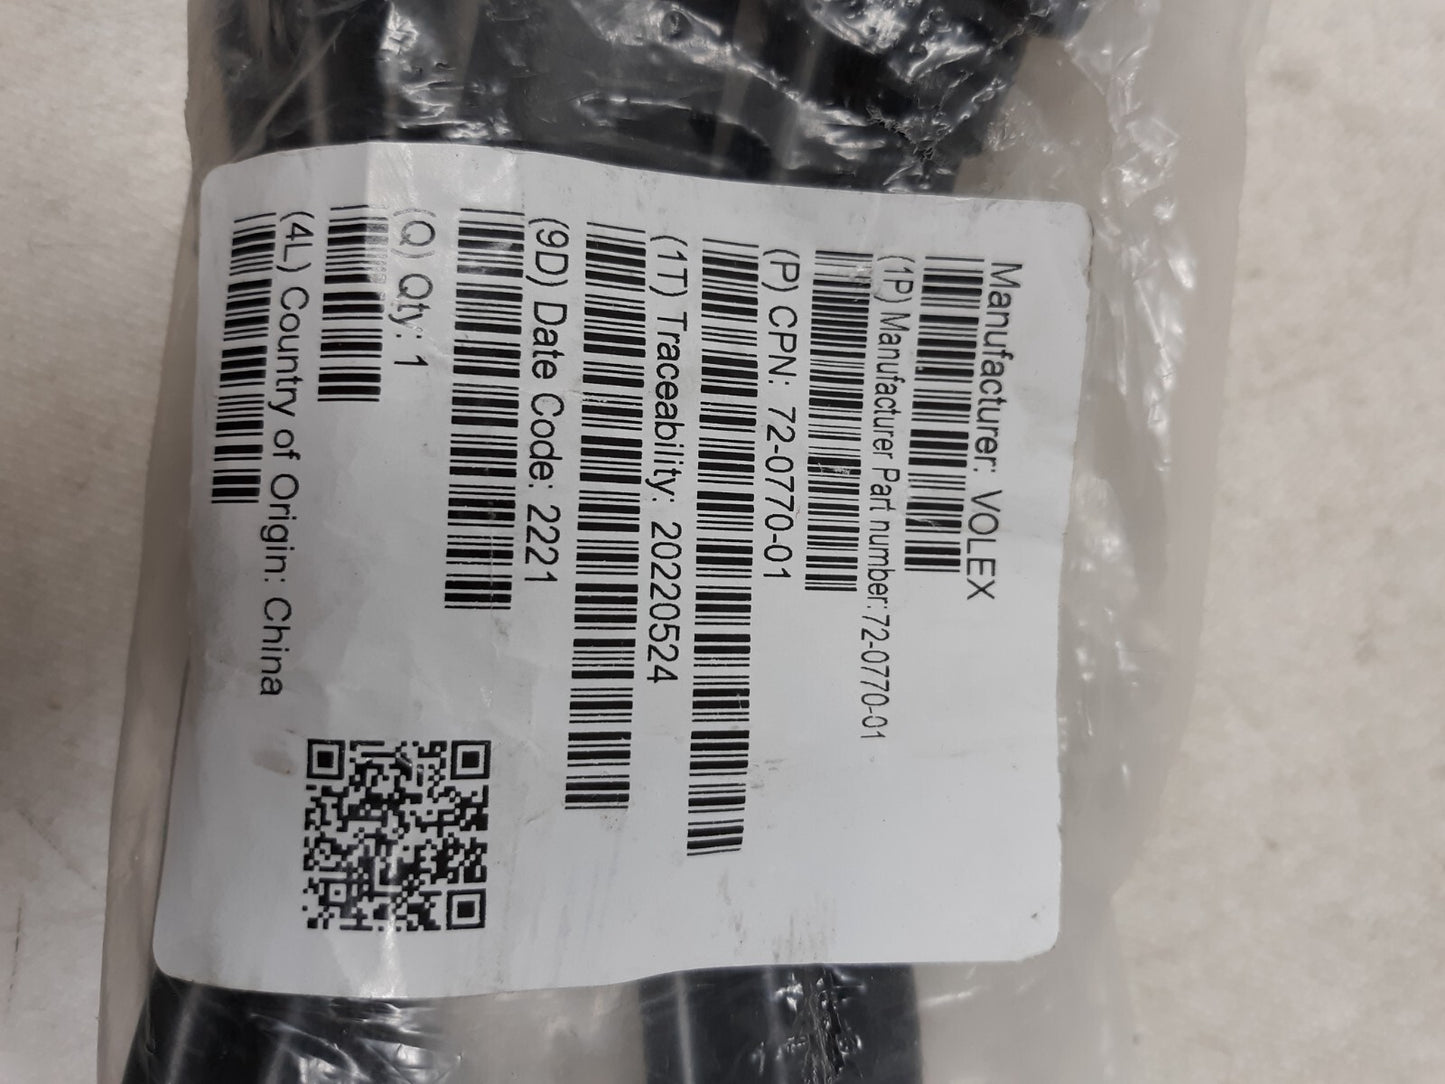 Manufacturer: VOLEX
(1P) Manufacturer Part number: 72-0770-01
(P) CPN: 72-0770-01
(1T) Traceability: 20220524
(9D) Date Code: 2221
(Q) Qty: 1
(4L) Country of Origin: China